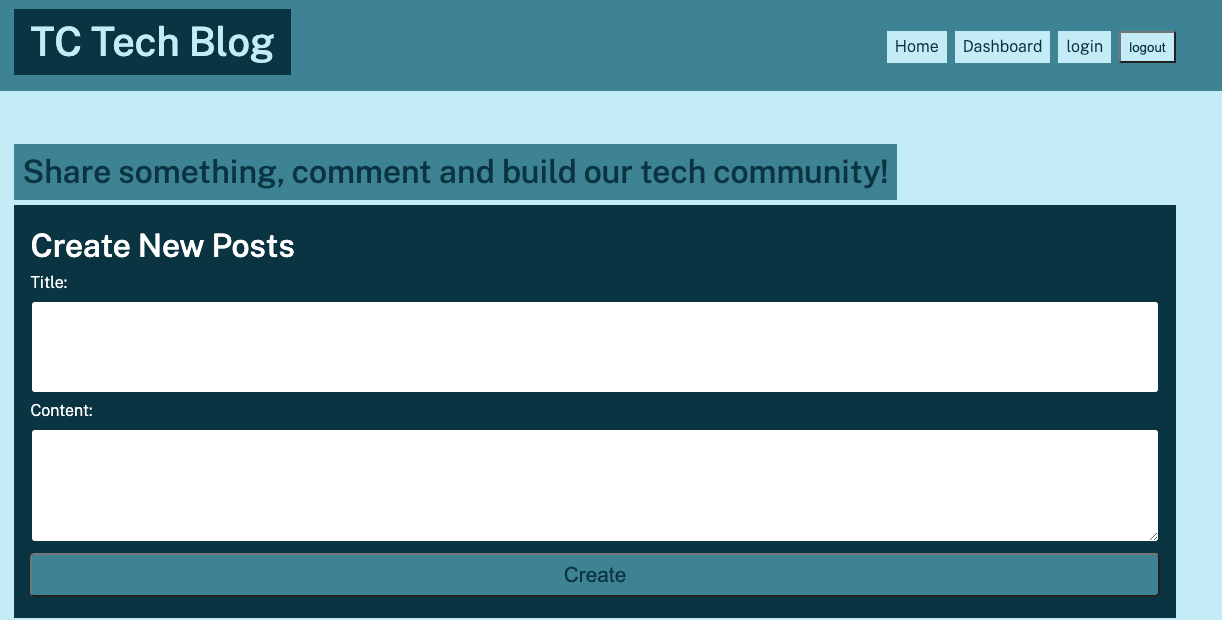 TC Tech Blog
Home Dashboard login logout
Share something, comment and build our tech community!
Create New Posts
Title:
Content:
Create